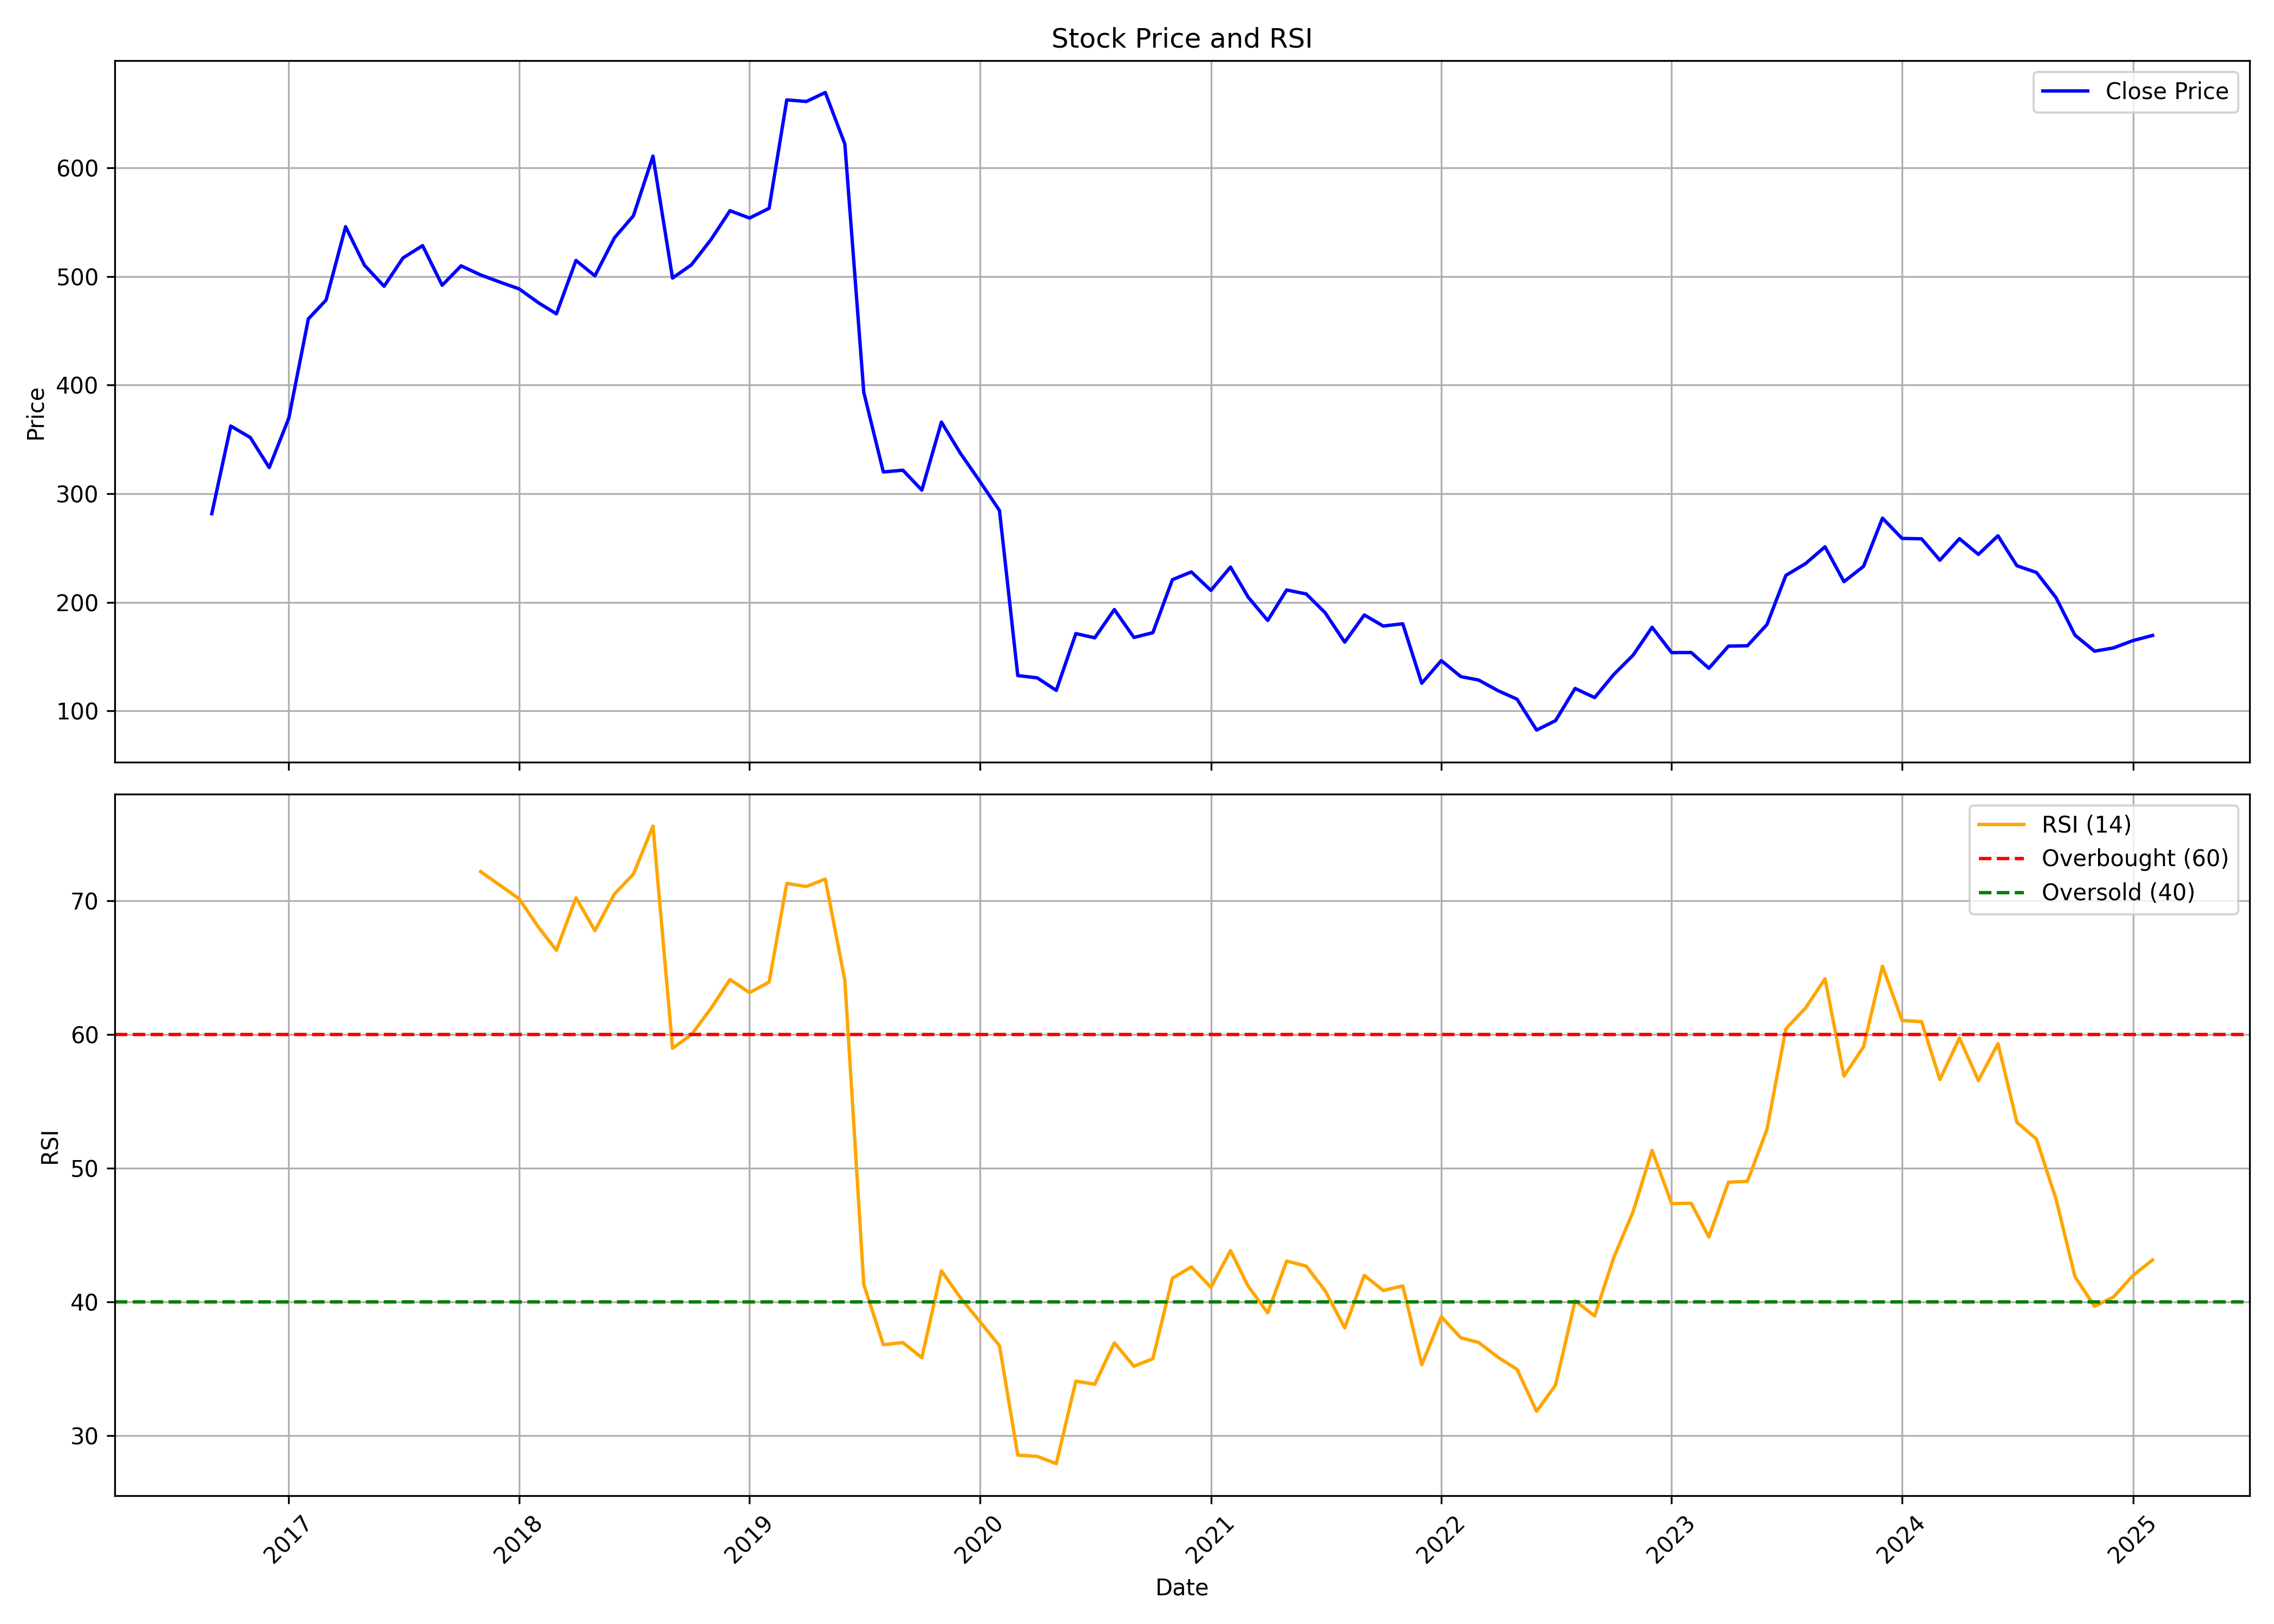 Stock Price and RSI
Close Price
Price
600
500
400
300
200
100
RSI (14)
Overbought (60)
Oversold (40)
RSI
70
60
50
40
30
2017
2018
2019
2020
2021
2022
2023
2024
2025
Date